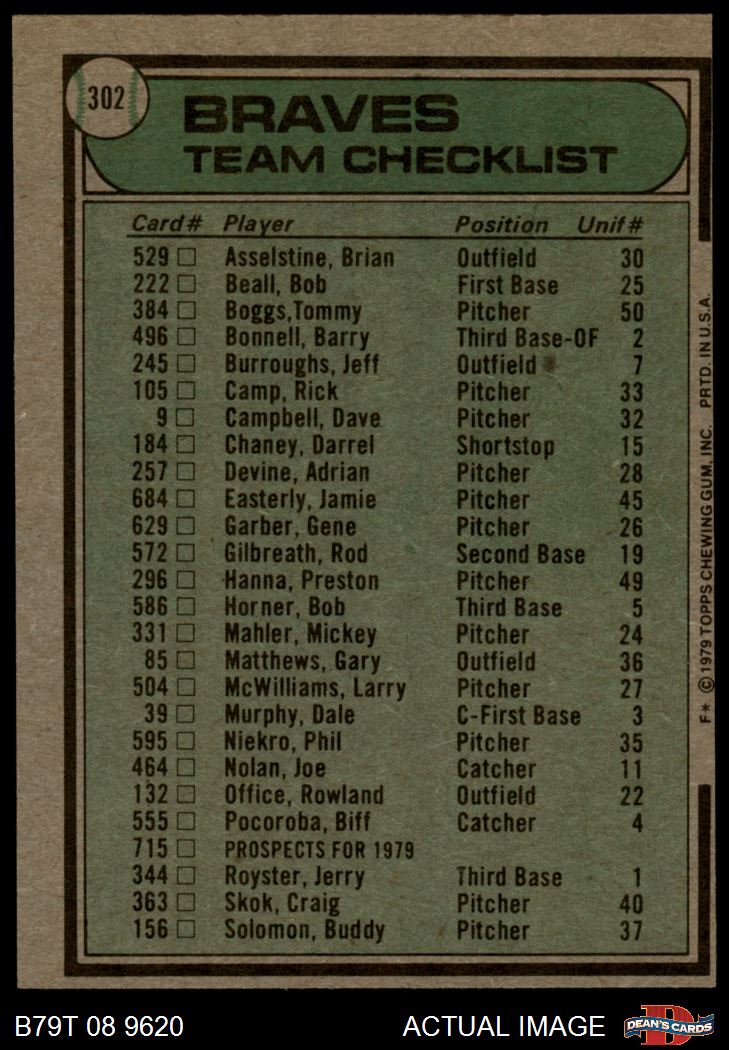 302
BRAVES
TEAM CHECKLIST
Card# Player Position Unif#
529 Asselstine, Brian Outfield 30
222 Beall, Bob First Base 25
384 Boggs,Tommy Pitcher 50
496 Bonnell, Barry Third Base-OF 2
245 Burroughs, Jeff Outfield 7
105 Camp, Rick Pitcher 33
9 Campbell, Dave Pitcher 32
184 Chaney, Darrel Shortstop 15
257 Devine, Adrian Pitcher 28
684 Easterly, Jamie Pitcher 45
629 Garber, Gene Pitcher 26
572 Gilbreath, Rod Second Base 19
296 Hanna, Preston Pitcher 49
586 Horner, Bob Third Base 5
331 Mahler, Mickey Pitcher 24
85 Matthews, Gary Outfield 36
504 McWilliams, Larry Pitcher 27
39 Murphy, Dale C-First Base 3
595 Niekro, Phil Pitcher 35
464 Nolan, Joe Catcher 11
132 Office, Rowland Outfield 22
555 Pocoroba, Biff Catcher 4
715 PROSPECTS FOR 1979
344 Royster, Jerry Third Base 1
363 Skok, Craig Pitcher 40
156 Solomon, Buddy Pitcher 37
F* © 1979 TOPPS CHEWING GUM, INC. PRTD. IN U.S.A.
B79T 08 9620 ACTUAL IMAGE DEAN'S CARDS